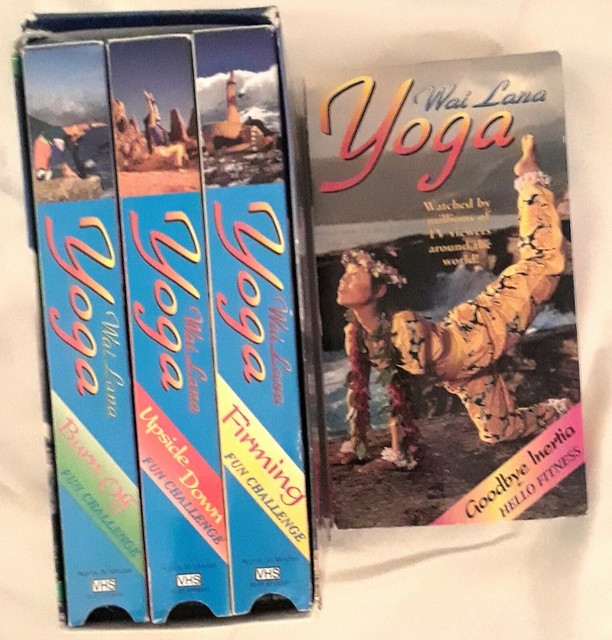 Wai Lana
Yoga
Burn Off
FUN CHALLENGE
VHS
Wai Lana
Yoga
Upside Down
FUN CHALLENGE
VHS
Wai Lana
Yoga
Firming
FUN CHALLENGE
VHS
Wai Lana
Yoga
Watched by
millions of
TV viewers
around the
world!
Goodbye Inertia
HELLO FITNESS